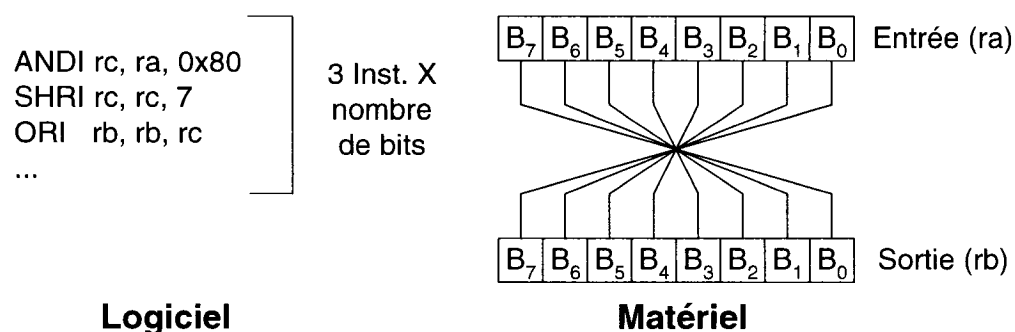 ANDI rc, ra, 0x80
SHRI rc, rc, 7
ORI rb, rb, rc
...
3 Inst. X
nombre
de bits
Logiciel
B7 B6 B5 B4 B3 B2 B1 B0 Entrée (ra)
B7 B6 B5 B4 B3 B2 B1 B0 Sortie (rb)
Matériel